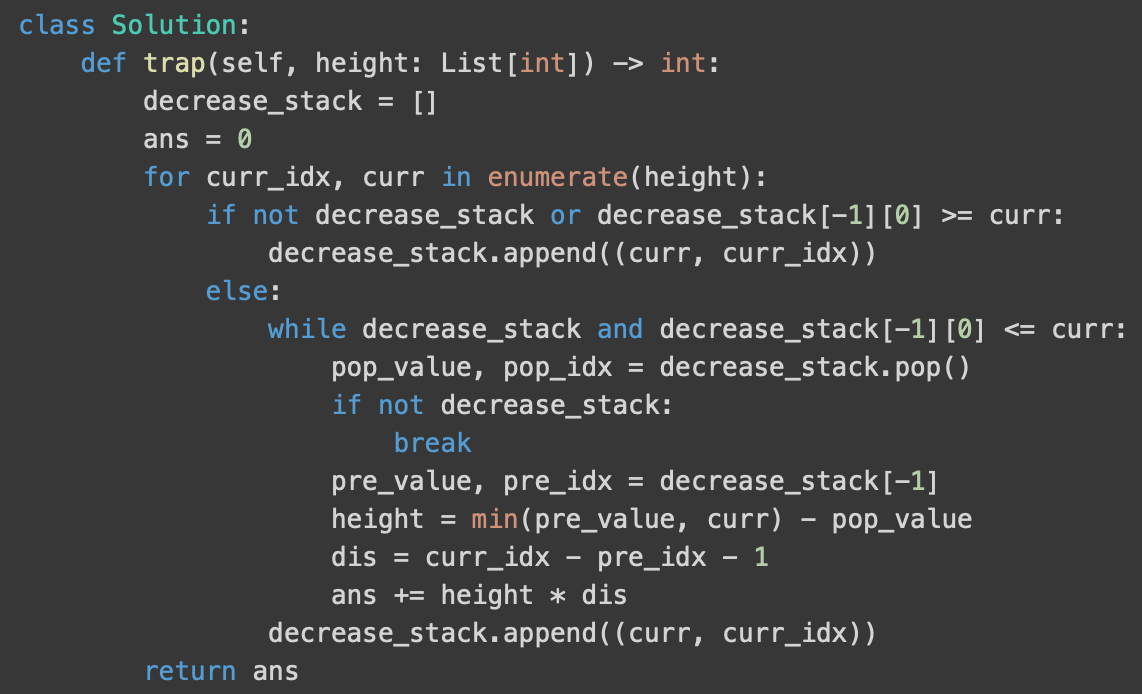 class Solution:
    def trap(self, height: List[int]) -> int:
        decrease_stack = []
        ans = 0
        for curr_idx, curr in enumerate(height):
            if not decrease_stack or decrease_stack[-1][0] >= curr:
                decrease_stack.append((curr, curr_idx))
            else:
                while decrease_stack and decrease_stack[-1][0] <= curr:
                    pop_value, pop_idx = decrease_stack.pop()
                    if not decrease_stack:
                        break
                    pre_value, pre_idx = decrease_stack[-1]
                    height = min(pre_value, curr) - pop_value
                    dis = curr_idx - pre_idx - 1
                    ans += height * dis
                decrease_stack.append((curr, curr_idx))
        return ans